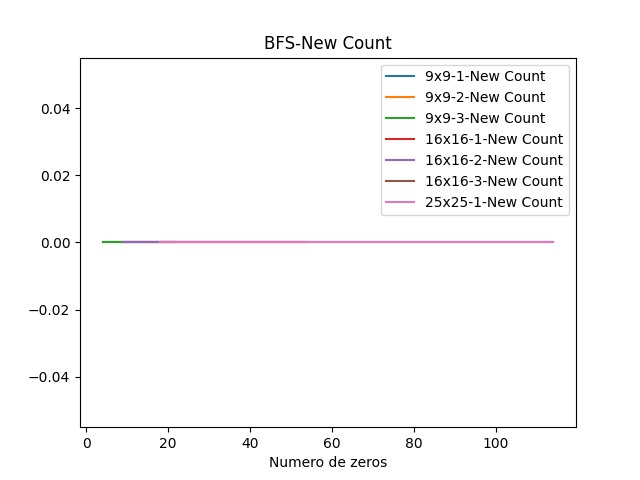 BFS-New Count
9x9-1-New Count
9x9-2-New Count
9x9-3-New Count
16x16-1-New Count
16x16-2-New Count
16x16-3-New Count
25x25-1-New Count
0.04
0.02
0.00
−0.02
−0.04
0 20 40 60 80 100
Numero de zeros